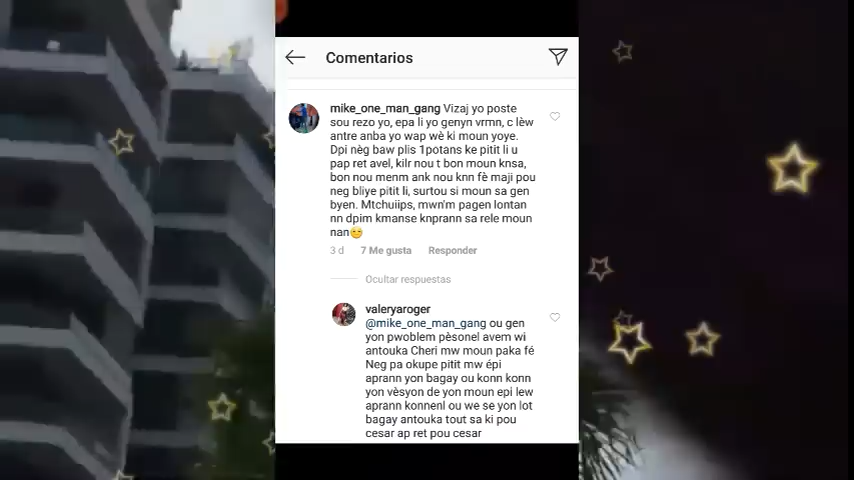 Comentarios
mike_one_man_gang Vizaj yo poste
sou rezo yo, epa li yo genyn vrmn, c lèw
antre anba yo wap wè ki moun yoye.
Dpi nèg baw plis 1potans ke pitit li u
pap ret avel, kilr nou t bon moun knsa,
bon nou menm ank nou knn fè maji pou
neg bliye pitit li, surtou si moun sa gen
byen. Mtchuiips, mwn'm pagen lontan
nn dpim kmanse knprann sa rele moun
nan😊
3 d 7 Me gusta Responder
Ocultar respuestas
valeryaroger
@mike_one_man_gang ou gen
yon pwoblem pèsonel avem wi
antouka Cheri mw moun paka fé
Neg pa okupe pitit mw épi
aprann yon bagay ou konn konn
yon vèsyon de yon moun epi lew
aprann konnenl ou we se yon lot
bagay antouka tout sa ki pou
cesar ap ret pou cesar